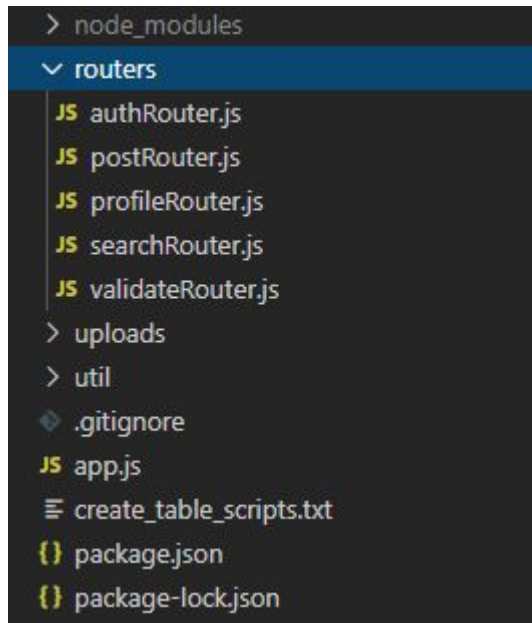 node_modules
routers
JS authRouter.js
JS postRouter.js
JS profileRouter.js
JS searchRouter.js
JS validateRouter.js
uploads
util
.gitignore
JS app.js
create_table_scripts.txt
{} package.json
{} package-lock.json